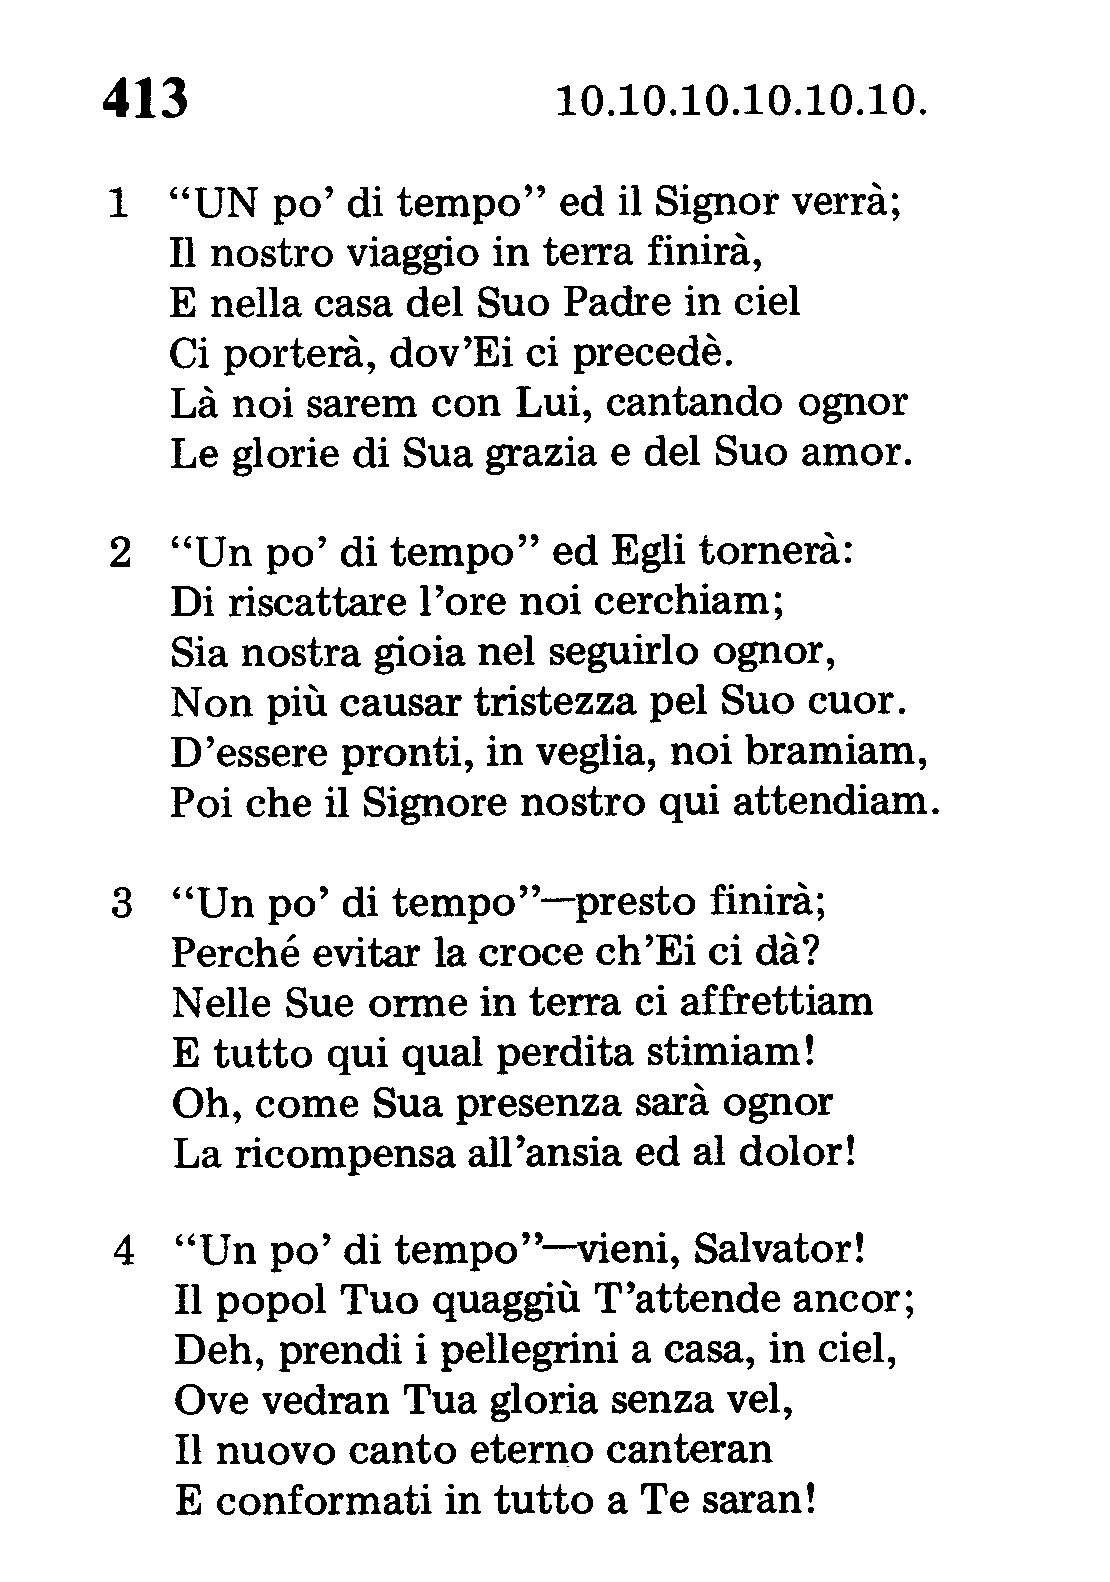 413 10.10.10.10.10.10.
1 “UN po’ di tempo” ed il Signor verrà;
Il nostro viaggio in terra finirà,
E nella casa del Suo Padre in ciel
Ci porterà, dov’Ei ci precedè.
Là noi sarem con Lui, cantando ognor
Le glorie di Sua grazia e del Suo amor.
2 “Un po’ di tempo” ed Egli tornerà:
Di riscattare l’ore noi cerchiam;
Sia nostra gioia nel seguirlo ognor,
Non più causar tristezza pel Suo cuor.
D’essere pronti, in veglia, noi bramiam,
Poi che il Signore nostro qui attendiam.
3 “Un po’ di tempo”—presto finirà;
Perché evitar la croce ch’Ei ci dà?
Nelle Sue orme in terra ci affrettiam
E tutto qui qual perdita stimiam!
Oh, come Sua presenza sarà ognor
La ricompensa all’ansia ed al dolor!
4 “Un po’ di tempo”—vieni, Salvator!
Il popol Tuo quaggiù T’attende ancor;
Deh, prendi i pellegrini a casa, in ciel,
Ove vedran Tua gloria senza vel,
Il nuovo canto eterno canteran
E conformati in tutto a Te saran!